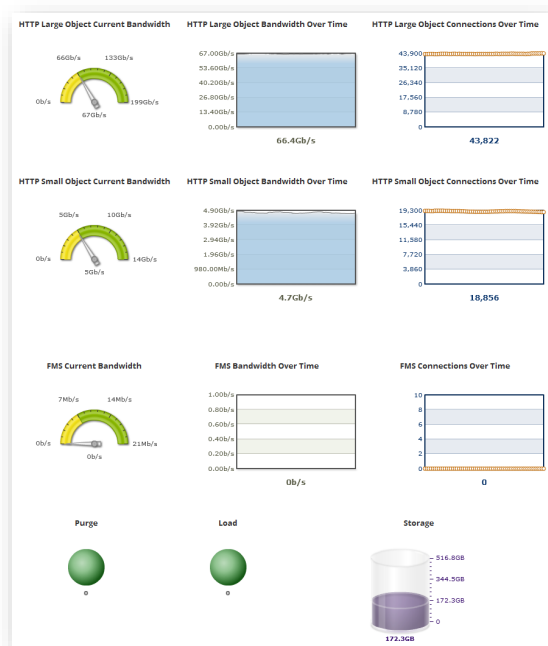 HTTP Large Object Current Bandwidth
HTTP Large Object Bandwidth Over Time
HTTP Large Object Connections Over Time
66Gb/s
133Gb/s
0b/s
199Gb/s
67Gb/s
67.00Gb/s
53.60Gb/s
40.20Gb/s
26.80Gb/s
13.40Gb/s
0.00b/s
66.4Gb/s
43,900
35,120
26,340
17,560
8,780
0
43,822
HTTP Small Object Current Bandwidth
HTTP Small Object Bandwidth Over Time
HTTP Small Object Connections Over Time
5Gb/s
10Gb/s
0b/s
14Gb/s
5Gb/s
4.90Gb/s
3.92Gb/s
2.94Gb/s
1.96Gb/s
980.00Mb/s
0.00b/s
4.7Gb/s
19,300
15,440
11,580
7,720
3,860
0
18,856
FMS Current Bandwidth
FMS Bandwidth Over Time
FMS Connections Over Time
7Mb/s
14Mb/s
0b/s
21Mb/s
0b/s
1.00b/s
0.80b/s
0.60b/s
0.40b/s
0.20b/s
0.00b/s
0b/s
10
8
6
4
2
0
0
Purge
Load
Storage
0
0
516.8GB
344.5GB
172.3GB
0
172.3GB